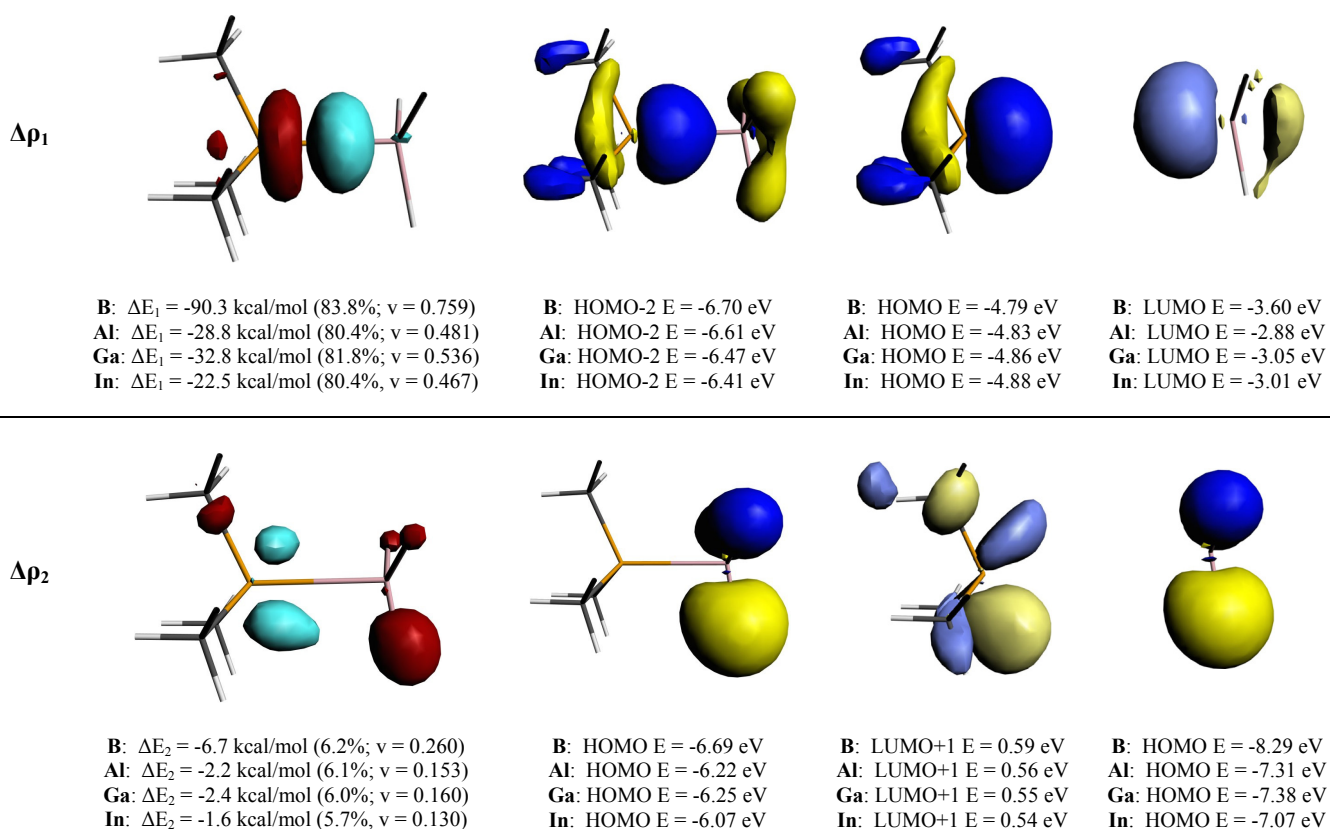 Δρ₁
B: ΔE₁ = -90.3 kcal/mol (83.8%; v = 0.759)
Al: ΔE₁ = -28.8 kcal/mol (80.4%; v = 0.481)
Ga: ΔE₁ = -32.8 kcal/mol (81.8%; v = 0.536)
In: ΔE₁ = -22.5 kcal/mol (80.4%, v = 0.467)
B: HOMO-2 E = -6.70 eV
Al: HOMO-2 E = -6.61 eV
Ga: HOMO-2 E = -6.47 eV
In: HOMO-2 E = -6.41 eV
B: HOMO E = -4.79 eV
Al: HOMO E = -4.83 eV
Ga: HOMO E = -4.86 eV
In: HOMO E = -4.88 eV
B: LUMO E = -3.60 eV
Al: LUMO E = -2.88 eV
Ga: LUMO E = -3.05 eV
In: LUMO E = -3.01 eV
Δρ₂
B: ΔE₂ = -6.7 kcal/mol (6.2%; v = 0.260)
Al: ΔE₂ = -2.2 kcal/mol (6.1%; v = 0.153)
Ga: ΔE₂ = -2.4 kcal/mol (6.0%; v = 0.160)
In: ΔE₂ = -1.6 kcal/mol (5.7%; v = 0.130)
B: HOMO E = -6.69 eV
Al: HOMO E = -6.22 eV
Ga: HOMO E = -6.25 eV
In: HOMO E = -6.07 eV
B: LUMO+1 E = 0.59 eV
Al: LUMO+1 E = 0.56 eV
Ga: LUMO+1 E = 0.55 eV
In: LUMO+1 E = 0.54 eV
B: HOMO E = -8.29 eV
Al: HOMO E = -7.31 eV
Ga: HOMO E = -7.38 eV
In: HOMO E = -7.07 eV